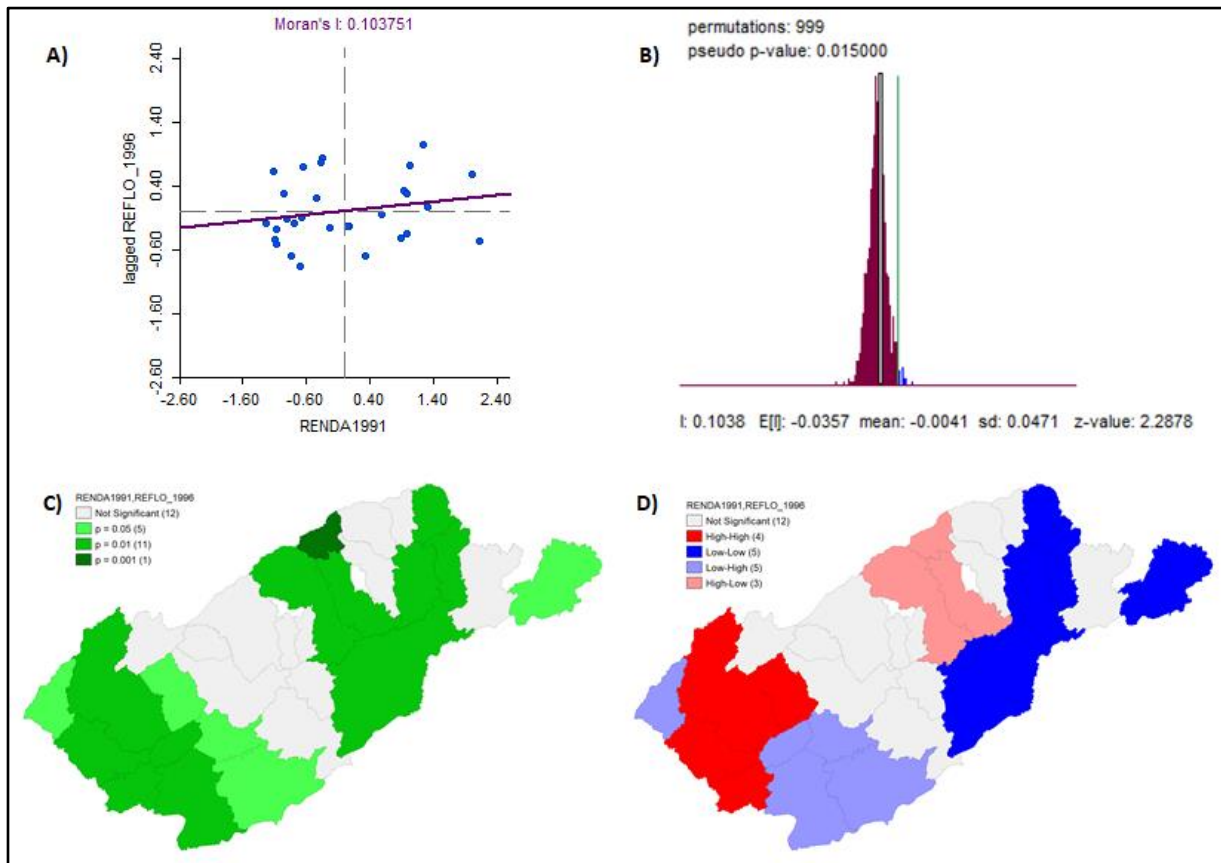 A)
Moran's I: 0.103751
2.40
1.40
0.40
-0.60
-1.60
-2.60
lagged REFLO_1996
-2.60 -1.60 -0.60 0.40 1.40 2.40
RENDA1991
B)
permutations: 999
pseudo p-value: 0.015000
I: 0.1038 E[I]: -0.0357 mean: -0.0041 sd: 0.0471 z-value: 2.2878
C)
RENDA1991,REFLO_1996
Not Significant (12)
p = 0.05 (5)
p = 0.01 (11)
p = 0.001 (1)
D)
RENDA1991,REFLO_1996
Not Significant (12)
High-High (4)
Low-Low (5)
Low-High (5)
High-Low (3)